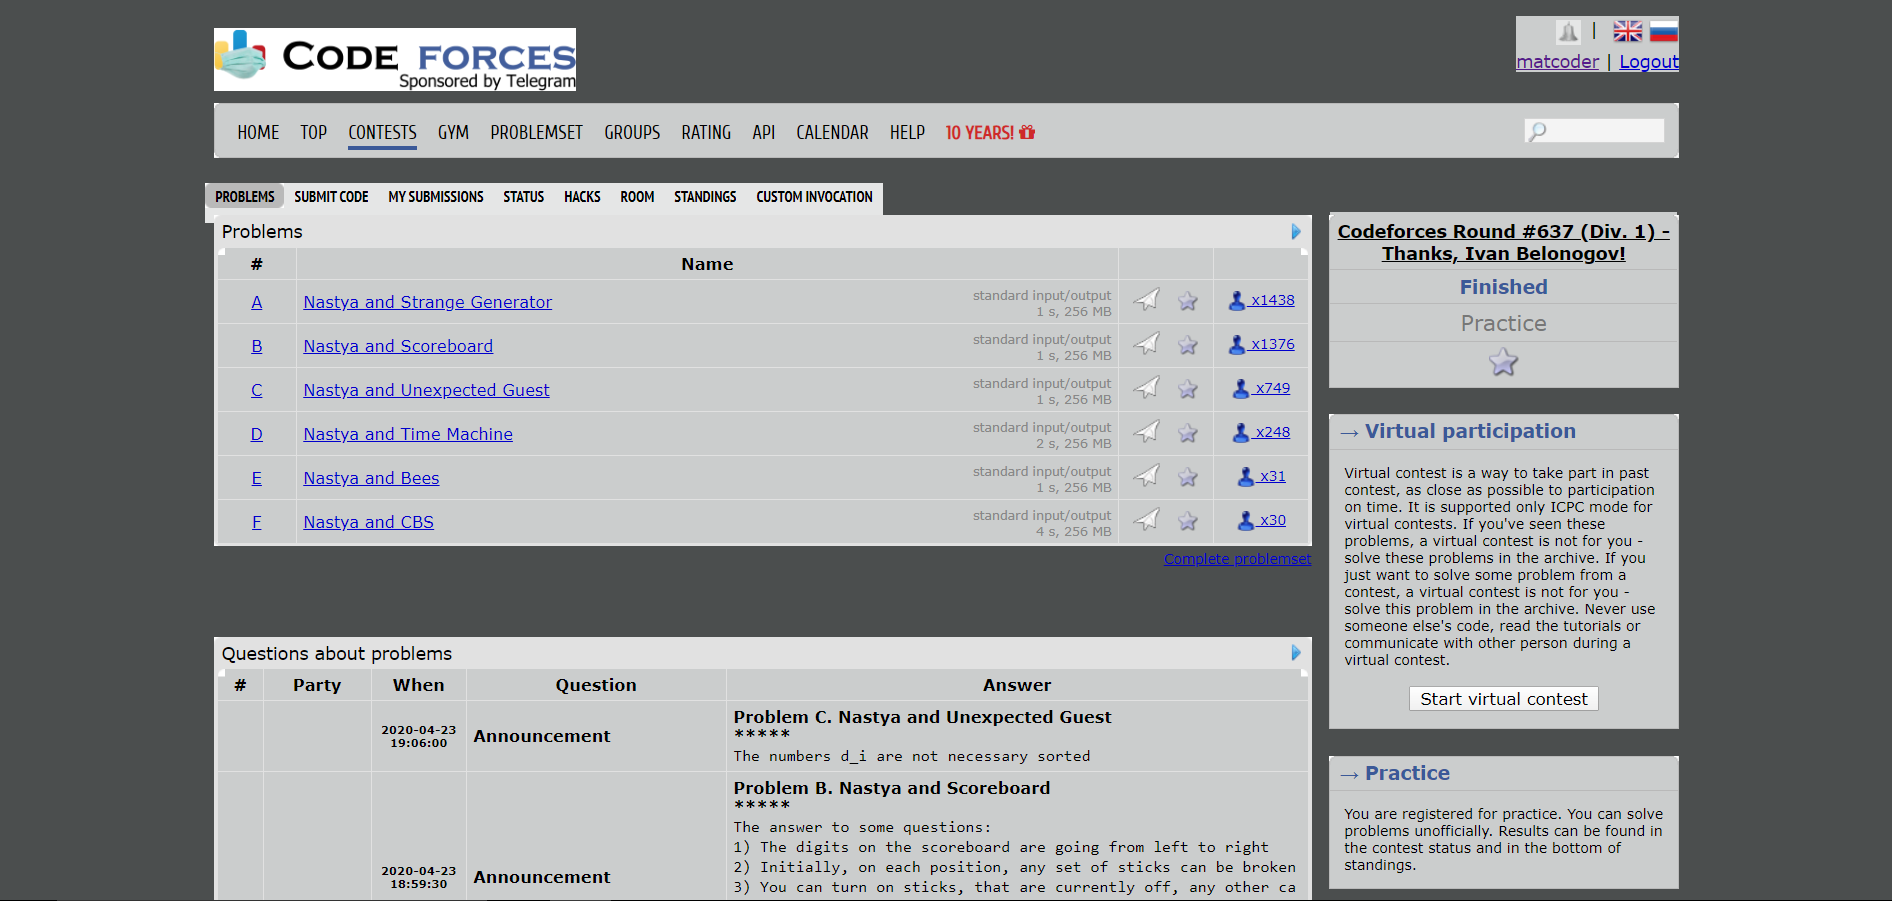 CODE FORCES
Sponsored by Telegram
|
matcoder | Logout
HOME TOP CONTESTS GYM PROBLEMSET GROUPS RATING API CALENDAR HELP 10 YEARS!
PROBLEMS SUBMIT CODE MY SUBMISSIONS STATUS HACKS ROOM STANDINGS CUSTOM INVOCATION
Problems
# Name
A Nastya and Strange Generator standard input/output
1 s, 256 MB x1438
B Nastya and Scoreboard standard input/output
1 s, 256 MB x1376
C Nastya and Unexpected Guest standard input/output
1 s, 256 MB x749
D Nastya and Time Machine standard input/output
2 s, 256 MB x248
E Nastya and Bees standard input/output
1 s, 256 MB x31
F Nastya and CBS standard input/output
4 s, 256 MB x30
Complete problemset
Questions about problems
# Party When Question Answer
2020-04-23
19:06:00
Announcement
Problem C. Nastya and Unexpected Guest
*****
The numbers d_i are not necessary sorted
2020-04-23
18:59:30
Announcement
Problem B. Nastya and Scoreboard
*****
The answer to some questions:
1) The digits on the scoreboard are going from left to right
2) Initially, on each position, any set of sticks can be broken
3) You can turn on sticks, that are currently off, any other ca
Codeforces Round #637 (Div. 1) -
Thanks, Ivan Belonogov!
Finished
Practice
→ Virtual participation
Virtual contest is a way to take part in past
contest, as close as possible to participation
on time. It is supported only ICPC mode for
virtual contests. If you've seen these
problems, a virtual contest is not for you -
solve these problems in the archive. If you
just want to solve some problem from a
contest, a virtual contest is not for you -
solve this problem in the archive. Never use
someone else's code, read the tutorials or
communicate with other person during a
virtual contest.
Start virtual contest
→ Practice
You are registered for practice. You can solve
problems unofficially. Results can be found in
the contest status and in the bottom of
standings.